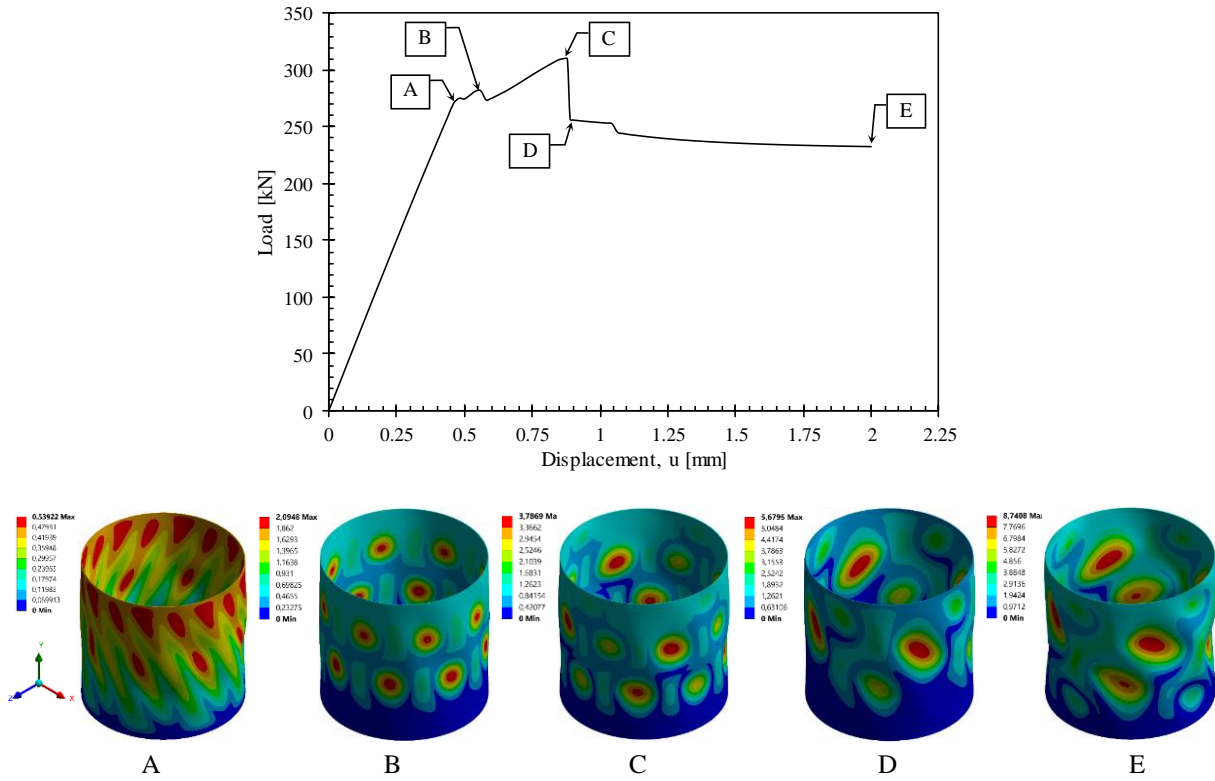 350
300
250
200
150
100
50
0
Load [kN]
A
B
C
D
E
0 0.25 0.5 0.75 1 1.25 1.5 1.75 2 2.25
Displacement, u [mm]
0,53922 Max
0,47931
0,41939
0,35948
0,29957
0,23965
0,17974
0,11983
0,059913
0 Min
Y
Z
X
A
2,0948 Max
1,862
1,6293
1,3965
1,1638
0,931
0,69825
0,4655
0,23275
0 Min
B
3,7869 Ma
3,3662
2,9454
2,5246
2,1039
1,6831
1,2623
0,84154
0,42077
0 Min
C
5,6795 Max
5,0484
4,4174
3,7863
3,1553
2,5242
1,8932
1,2621
0,63106
0 Min
D
8,7408 Ma
7,7696
6,7984
5,8272
4,856
3,8848
2,9136
1,9424
0,9712
0 Min
E